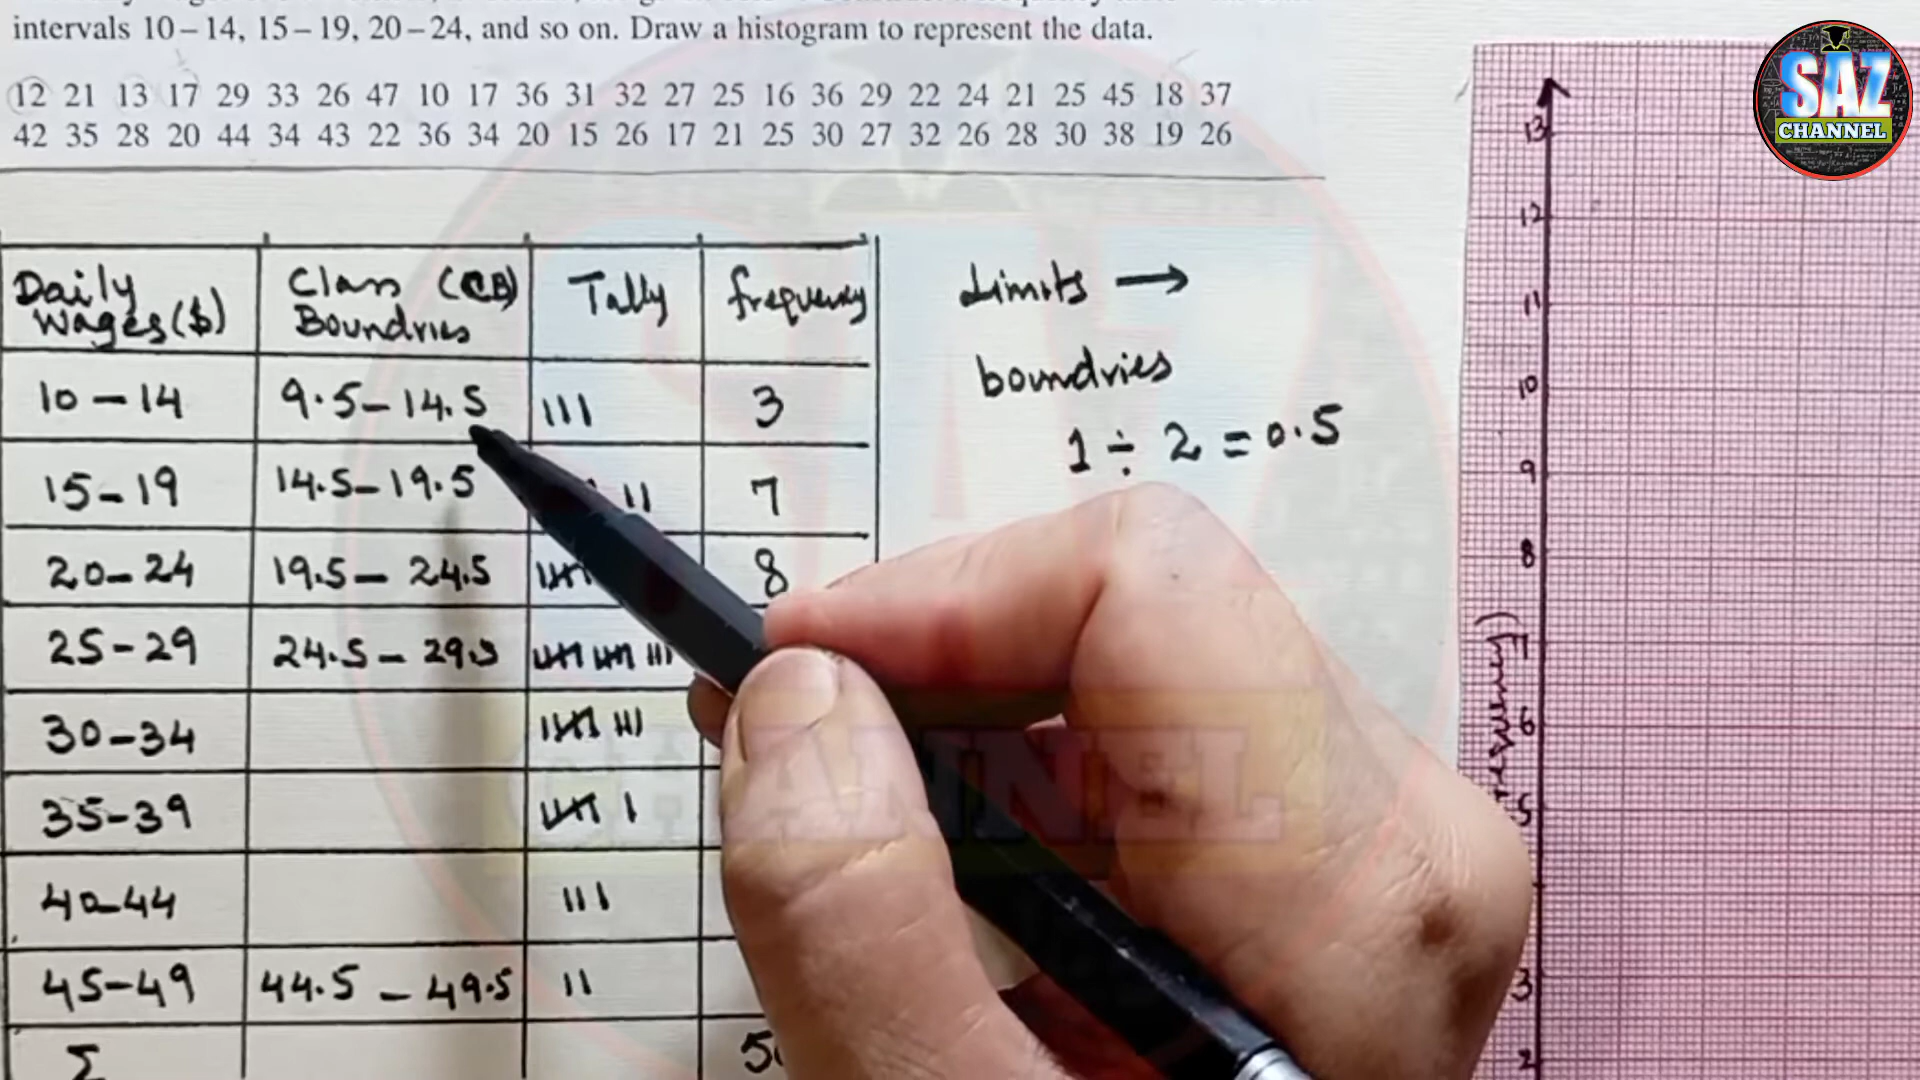 intervals 10 – 14, 15 – 19, 20 – 24, and so on. Draw a histogram to represent the data.
12 21 13 17 29 33 26 47 10 17 36 31 32 27 25 16 36 29 22 24 21 25 45 18 37
42 35 28 20 44 34 43 22 36 34 20 15 26 17 21 25 30 27 32 26 28 30 38 19 26
SAZ
CHANNEL
Daily Wages ($) Class (CB) Boundries Tally frequency
10 – 14 9.5 – 14.5 III 3
15 – 19 14.5 – 19.5 II 7
20 – 24 19.5 – 24.5 8
25 – 29 24.5 – 29.5
30 – 34
35 – 39
40 – 44 III
45 – 49 44.5 – 49.5 II
Σ
Limits →
boundries
1 ÷ 2 = 0.5
13
12
11
10
9
8
7
6
5
3
2
CHANNEL